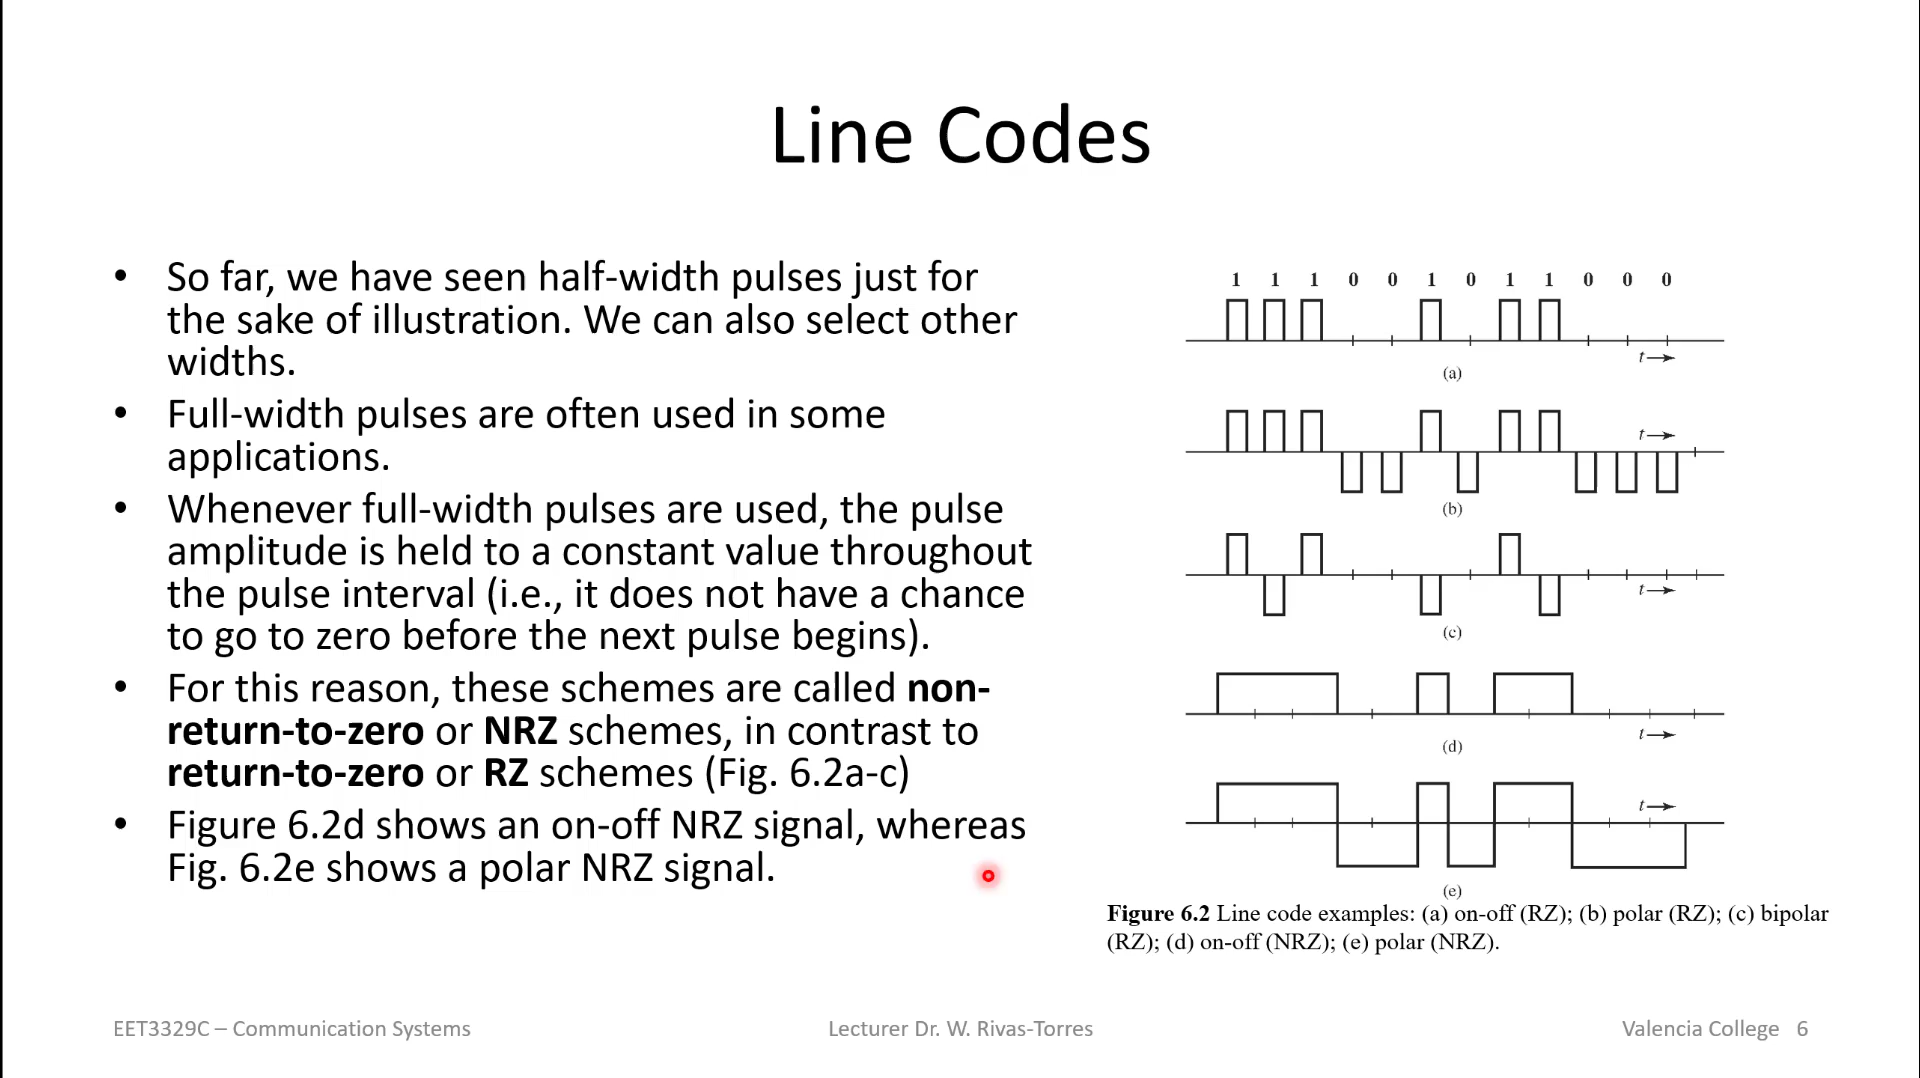 Line Codes
• So far, we have seen half-width pulses just for
the sake of illustration. We can also select other
widths.
• Full-width pulses are often used in some
applications.
• Whenever full-width pulses are used, the pulse
amplitude is held to a constant value throughout
the pulse interval (i.e., it does not have a chance
to go to zero before the next pulse begins).
• For this reason, these schemes are called non-
return-to-zero or NRZ schemes, in contrast to
return-to-zero or RZ schemes (Fig. 6.2a-c)
• Figure 6.2d shows an on-off NRZ signal, whereas
Fig. 6.2e shows a polar NRZ signal.
1 1 1 0 0 1 0 1 1 0 0 0
t
(a)
t
(b)
t
(c)
t
(d)
t
(e)
Figure 6.2 Line code examples: (a) on-off (RZ); (b) polar (RZ); (c) bipolar
(RZ); (d) on-off (NRZ); (e) polar (NRZ).
EET3329C – Communication Systems
Lecturer Dr. W. Rivas-Torres
Valencia College 6